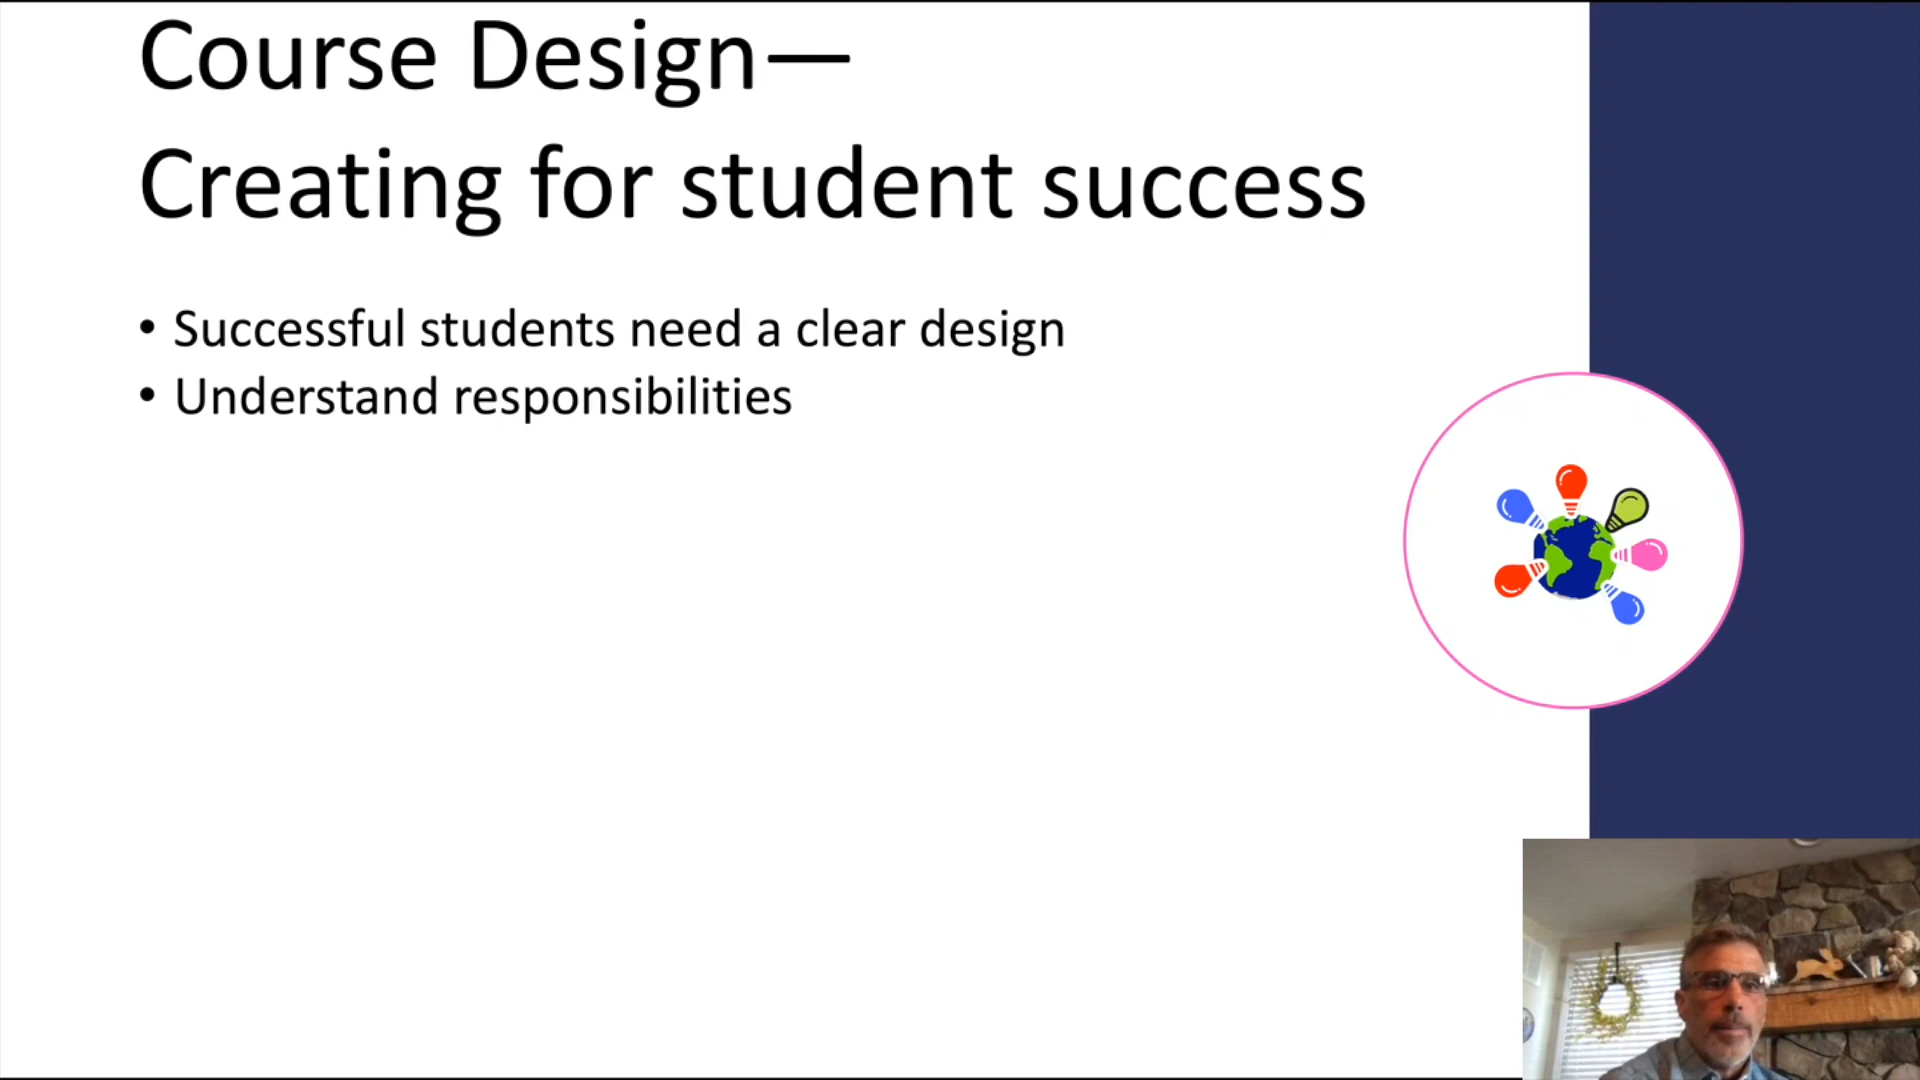 Course Design—
Creating for student success
• Successful students need a clear design
• Understand responsibilities